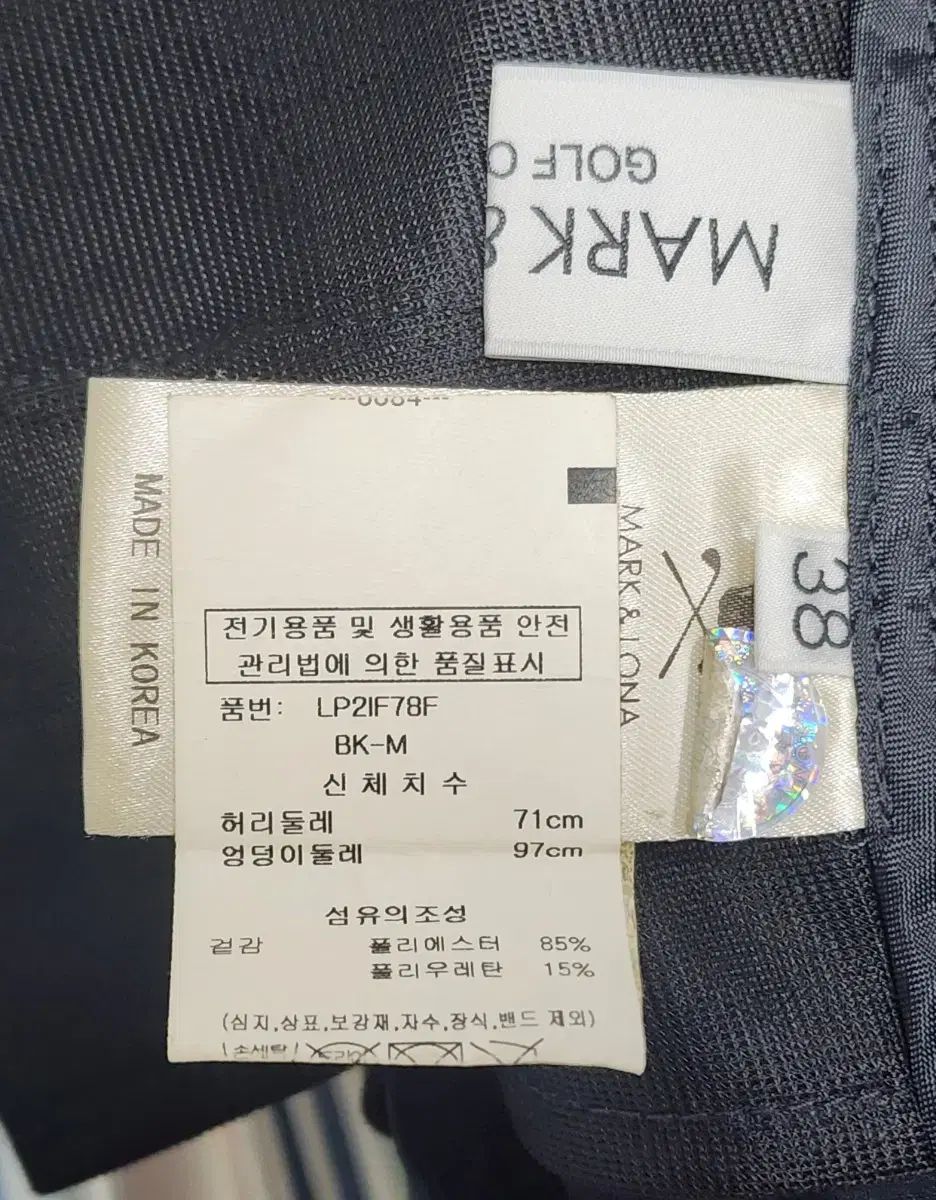 MARK &
GOLF
38
MARK & LONA
MADE IN KOREA
전기용품 및 생활용품 안전
관리법에 의한 품질표시
품번: LP2IF78F
BK-M
신체치수
허리둘레 71cm
엉덩이둘레 97cm
섬유의조성
겉감 폴리에스터 85%
폴리우레탄 15%
(심지,상표,보강재,자수,장식,밴드 제외)
손세탁